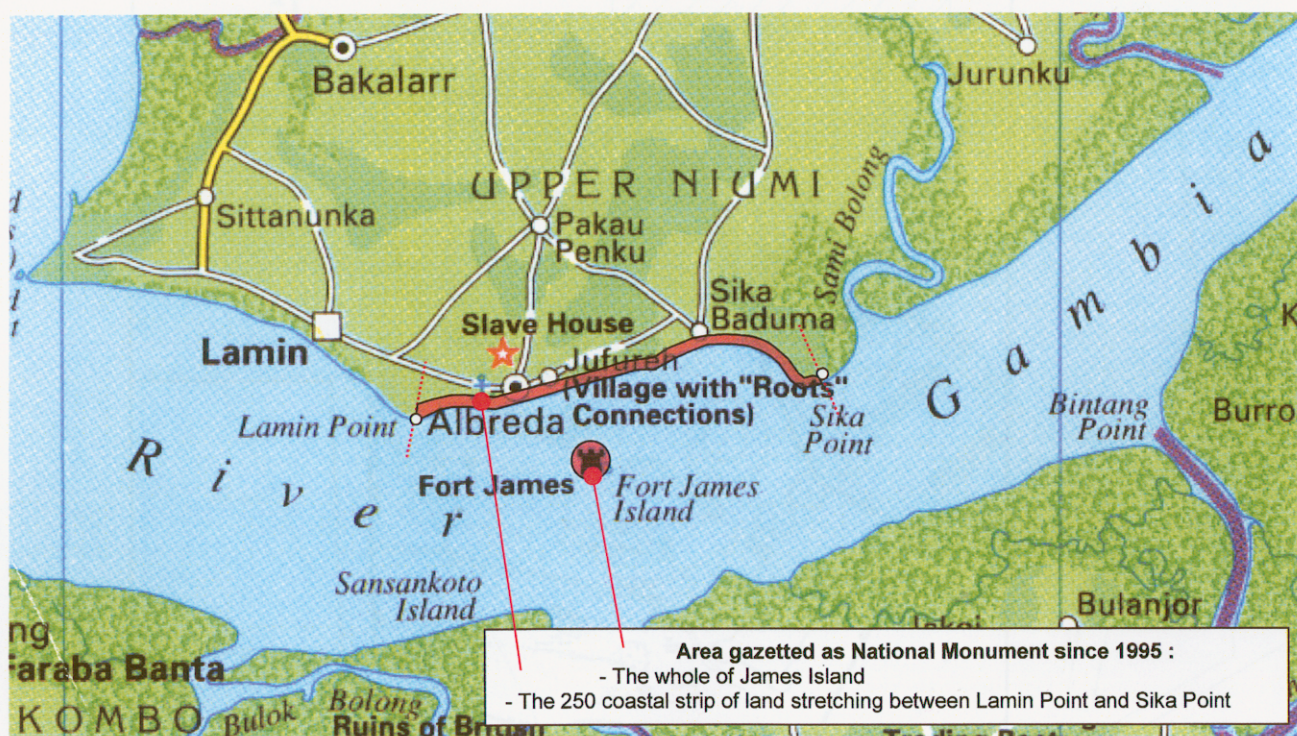 Bakalarr
Jurunku
UPPER NIUMI
Sittanunka
Pakau
Penku
Sami Bolong
Sika
Baduma
Slave House
Lamin
Jufureh
(Village with "Roots"
Connections)
Lamin Point
Albreda
Sika
Point
Bintang
Point
Burro
K
River Gambia
Fort James
Fort James
Island
Sansankoto
Island
Bulanjor
ng
Faraba Banta
KOMBO
Bulok
Bolong
Ruins of British
Area gazetted as National Monument since 1995 :
- The whole of James Island
- The 250 coastal strip of land stretching between Lamin Point and Sika Point